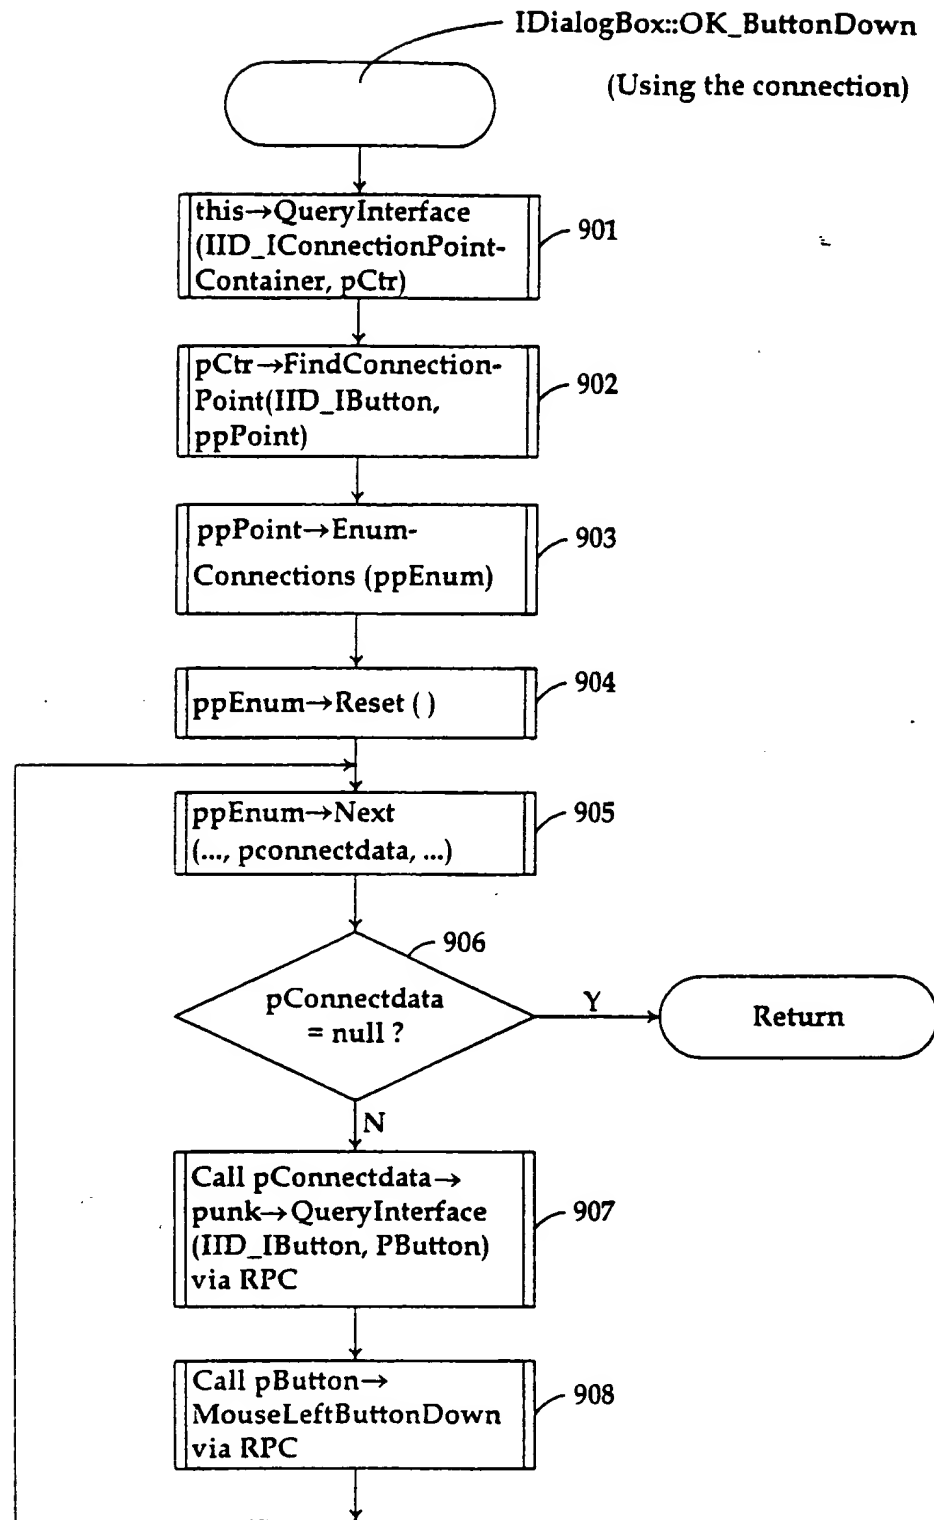 IDialogBox::OK_ButtonDown
(Using the connection)
this→QueryInterface
(IID_IConnectionPoint-
Container, pCtr)
901
pCtr→FindConnection-
Point(IID_IButton,
ppPoint)
902
ppPoint→Enum-
Connections (ppEnum)
903
ppEnum→Reset ( )
904
ppEnum→Next
(..., pconnectdata, ...)
905
906
pConnectdata
= null ?
Y
Return
N
Call pConnectdata→
punk→QueryInterface
(IID_IButton, PButton)
via RPC
907
Call pButton→
MouseLeftButtonDown
via RPC
908